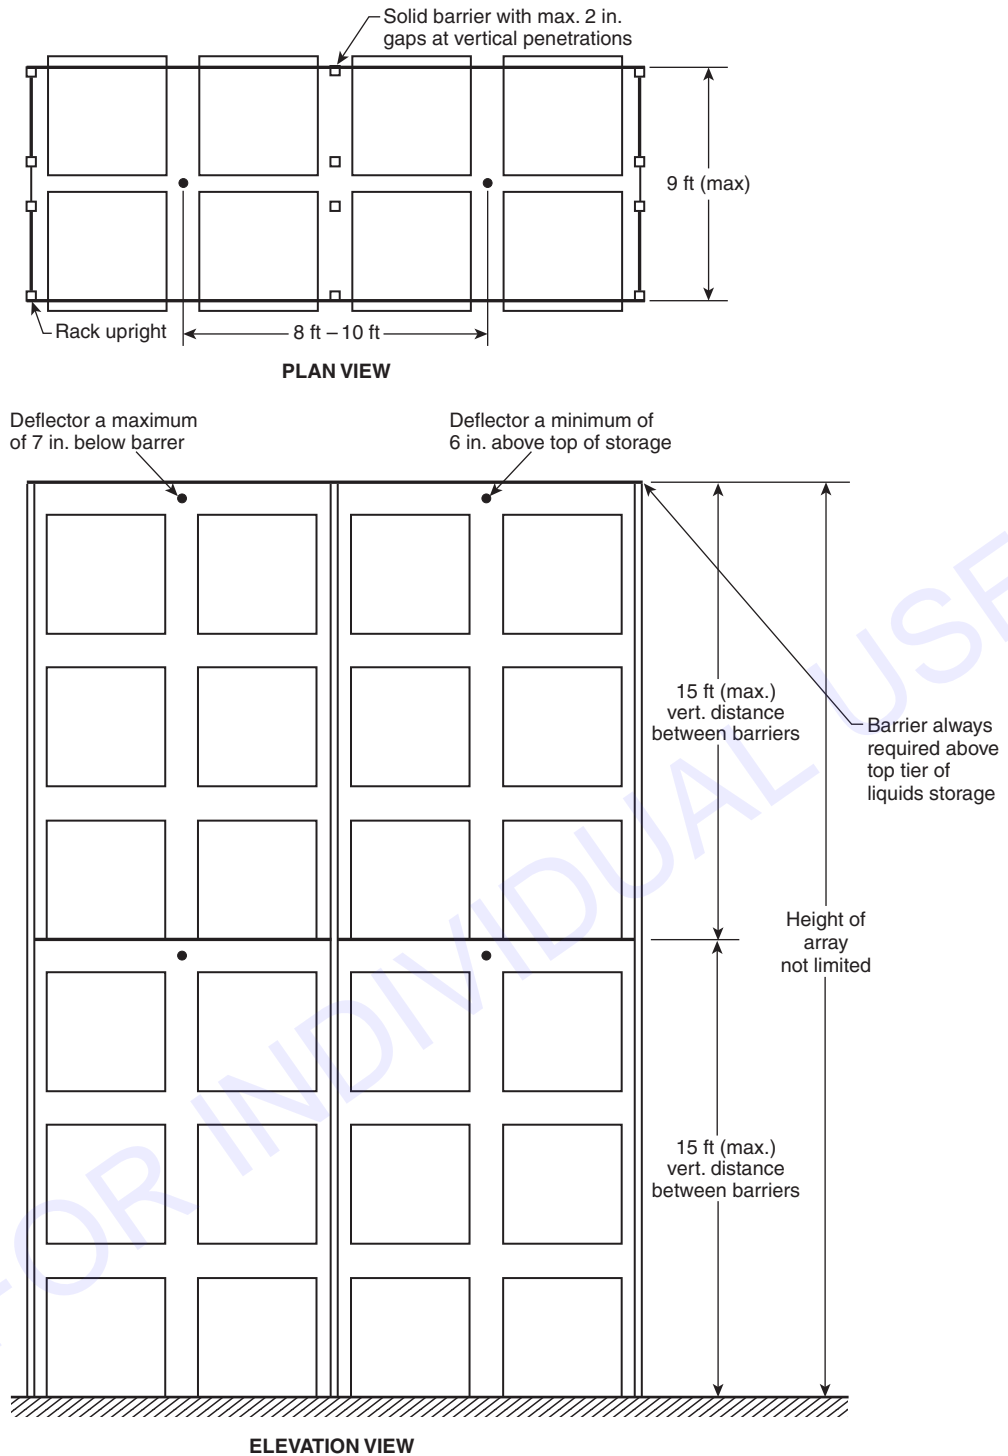 Solid barrier with max. 2 in.
gaps at vertical penetrations
9 ft (max)
Rack upright
8 ft – 10 ft
PLAN VIEW
Deflector a maximum
of 7 in. below barrer
Deflector a minimum of
6 in. above top of storage
15 ft (max.)
vert. distance
between barriers
Barrier always
required above
top tier of
liquids storage
Height of
array
not limited
15 ft (max.)
vert. distance
between barriers
ELEVATION VIEW
FOR INDIVIDUAL USE